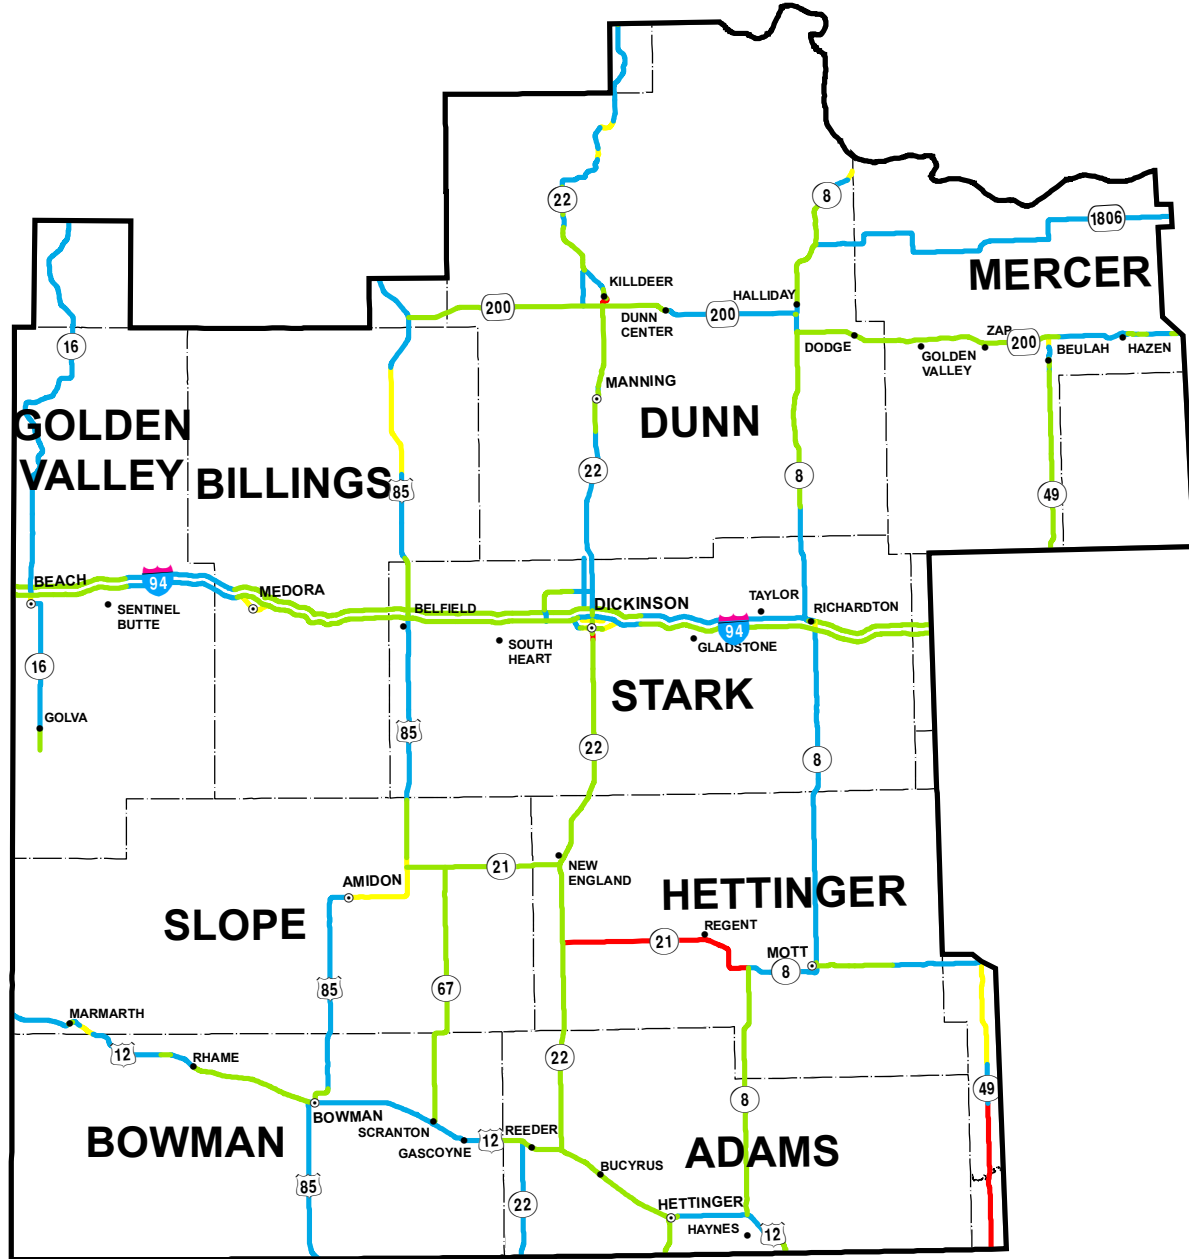 22
8
1806
MERCER
KILLDEER
200
DUNN
CENTER
200
HALLIDAY
16
DODGE
GOLDEN
VALLEY
ZAP
200
BEULAH
HAZEN
MANNING
GOLDEN
VALLEY
BILLINGS
DUNN
85
22
8
49
BEACH
94
SENTINEL
BUTTE
MEDORA
BELFIELD
DICKINSON
SOUTH
HEART
TAYLOR
RICHARDTON
94
GLADSTONE
16
GOLVA
STARK
85
22
8
AMIDON
21
NEW
ENGLAND
HETTINGER
SLOPE
REGENT
21
MOTT
8
85
67
MARMARTH
12
RHAME
22
49
8
BOWMAN
BOWMAN
SCRANTON
GASCOYNE
12
REEDER
ADAMS
BUCYRUS
85
22
HETTINGER
HAYNES
12